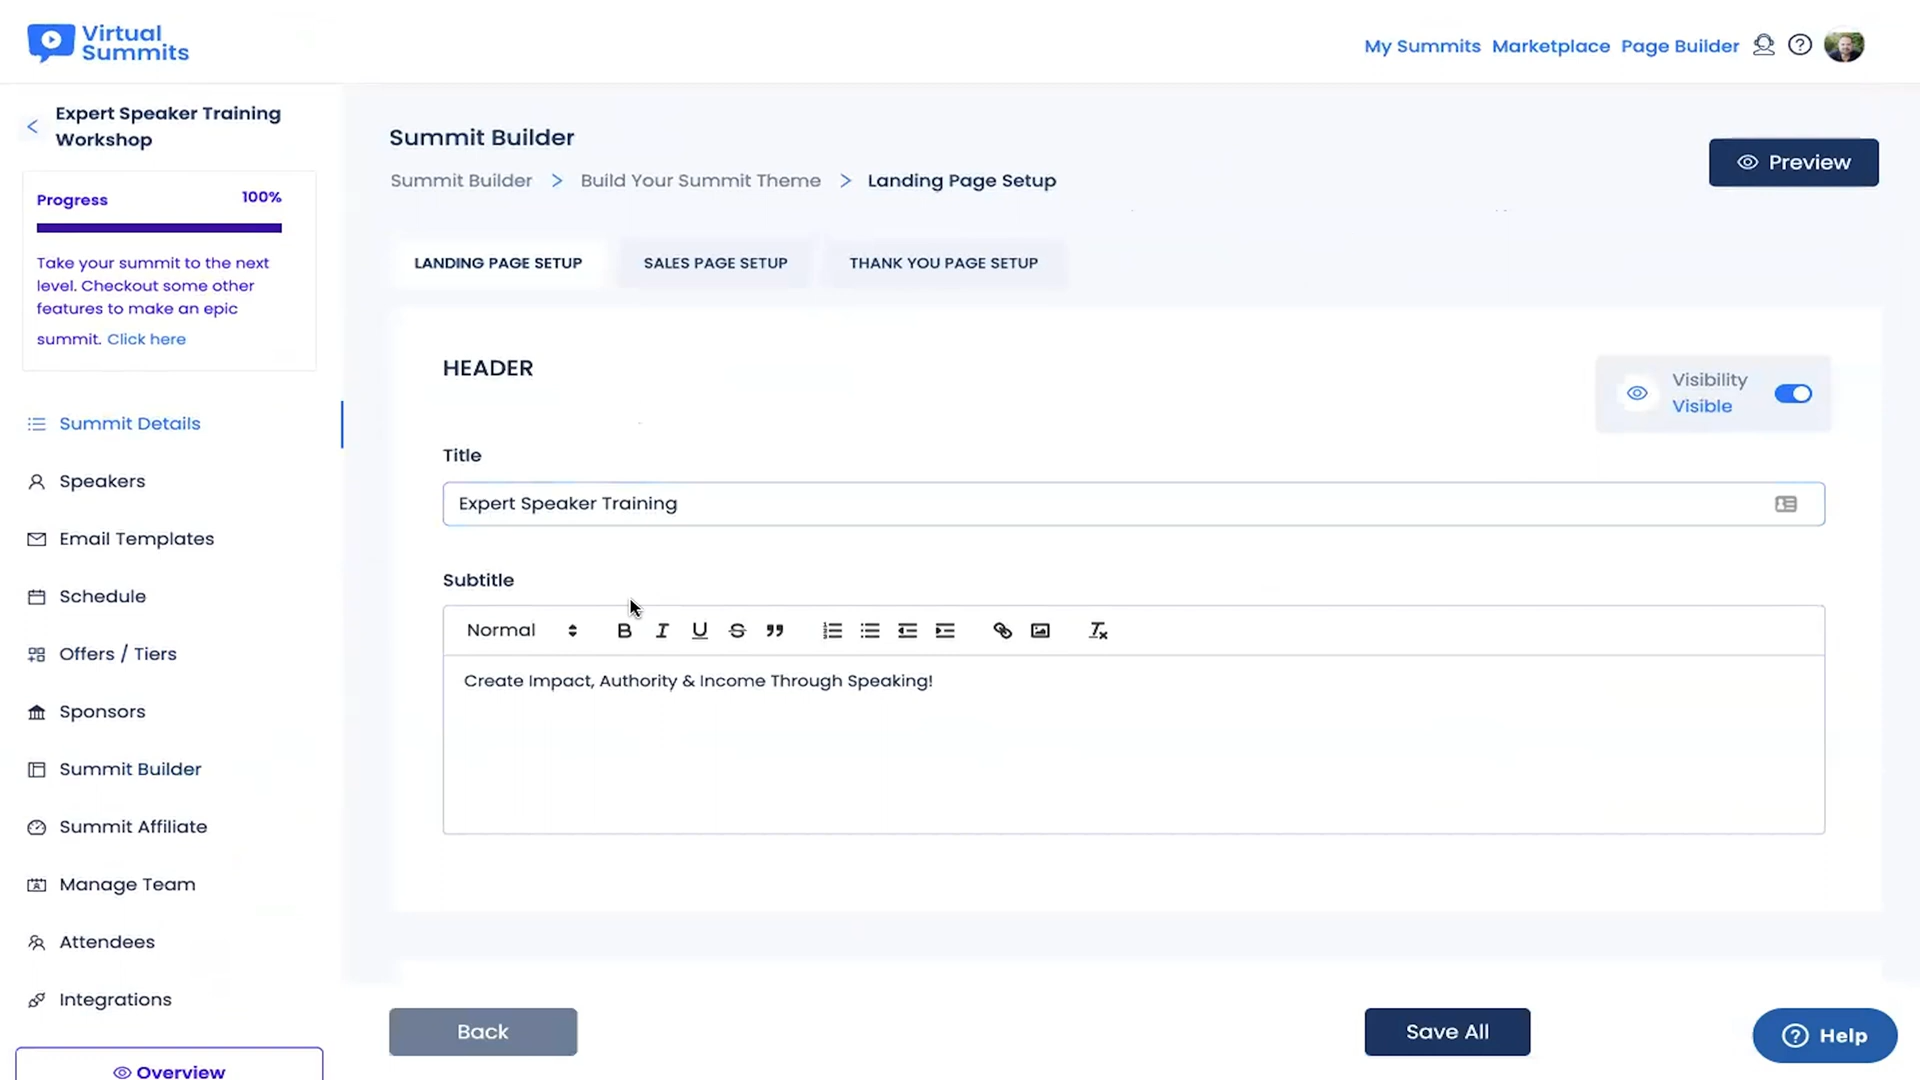 Virtual
Summits
My Summits
Marketplace
Page Builder
Expert Speaker Training
Workshop
Progress
100%
Take your summit to the next
level. Checkout some other
features to make an epic
summit. Click here
Summit Details
Speakers
Email Templates
Schedule
Offers / Tiers
Sponsors
Summit Builder
Summit Affiliate
Manage Team
Attendees
Integrations
Overview
Summit Builder
Summit Builder > Build Your Summit Theme > Landing Page Setup
Preview
LANDING PAGE SETUP
SALES PAGE SETUP
THANK YOU PAGE SETUP
HEADER
Visibility
Visible
Title
Expert Speaker Training
Subtitle
Normal
Create Impact, Authority & Income Through Speaking!
Back
Save All
Help